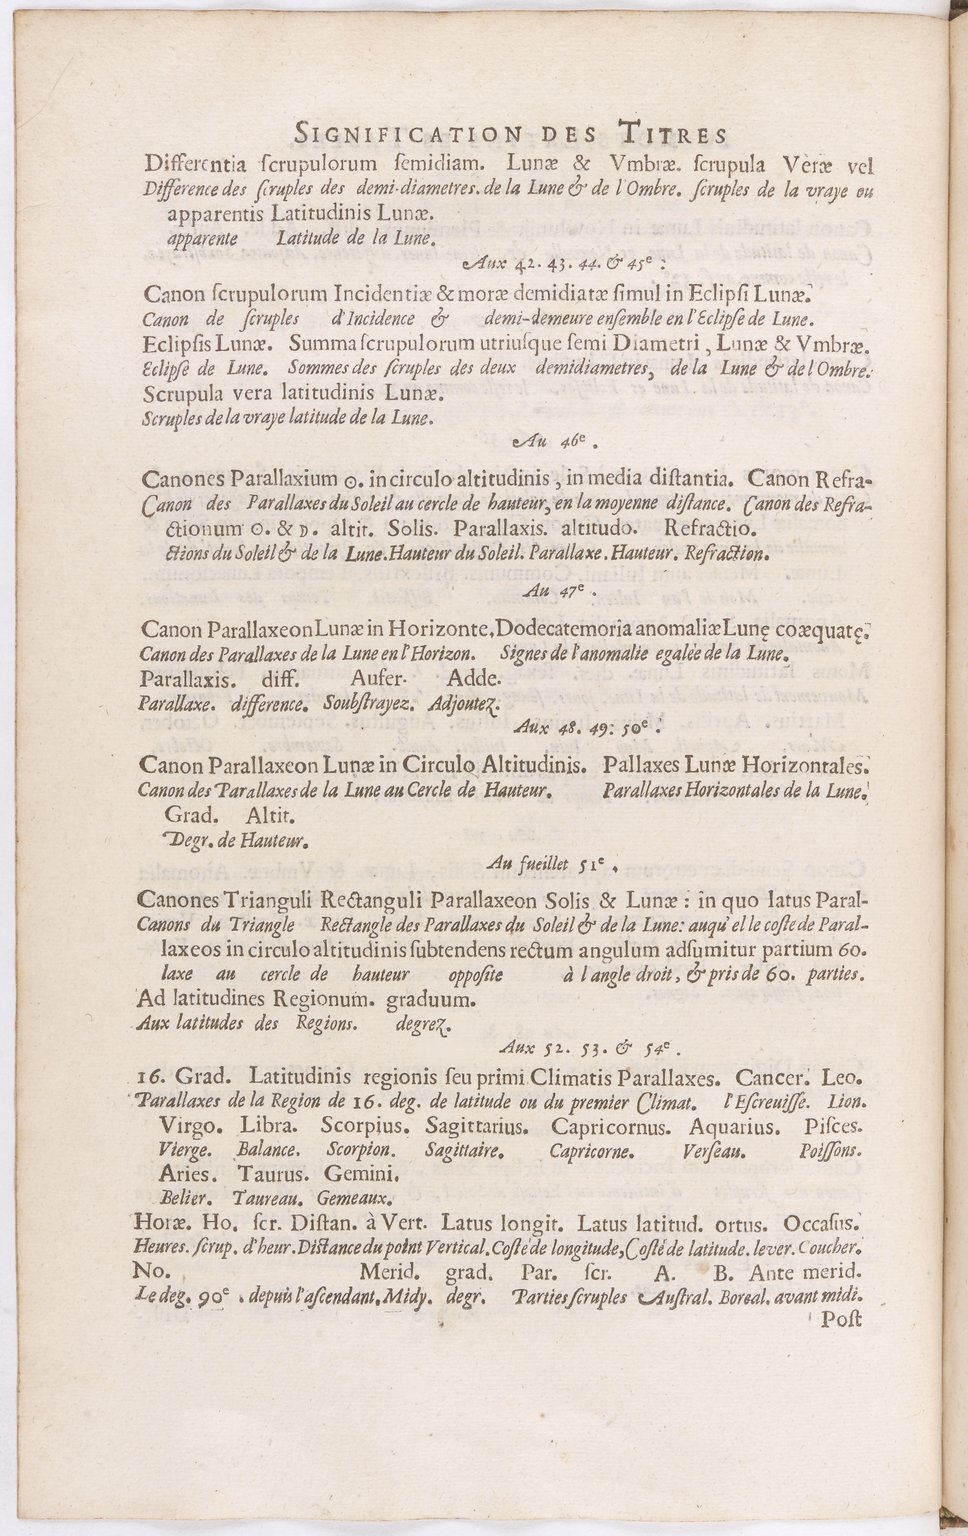 SIGNIFICATION DES TITRES
Differentia ſcrupulorum ſemidiam. Lunæ & Vmbræ. ſcrupula Veræ vel
Difference des ſcruples des demi-diametres. de la Lune & de l'Ombre. ſcruples de la vraye ou
apparentis Latitudinis Lunæ.
apparente Latitude de la Lune.
Aux 42. 43. 44. & 45e :
Canon ſcrupulorum Incidentiæ & moræ demidiatæ ſimul in Eclipſi Lunæ.
Canon de ſcruples d'Incidence & demi-demeure enſemble en l'Eclipſe de Lune.
Eclipſis Lunæ. Summa ſcrupulorum utriuſque ſemi Diametri , Lunæ & Vmbræ.
Eclipſe de Lune. Sommes des ſcruples des deux demidiametres, de la Lune & de l'Ombre.
Scrupula vera latitudinis Lunæ.
Scruples de la vraye latitude de la Lune.
Au 46e .
Canones Parallaxium ☉. in circulo altitudinis , in media diſtantia. Canon Refra-
Canon des Parallaxes du Soleil au cercle de hauteur, en la moyenne diſtance. Canon des Refra-
ctionum ☉. & ☽. altit. Solis. Parallaxis. altitudo. Refractio.
ctions du Soleil & de la Lune. Hauteur du Soleil. Parallaxe. Hauteur. Refraction.
Au 47e .
Canon Parallaxeon Lunæ in Horizonte, Dodecatemoria anomaliæ Lunę coæquatę.
Canon des Parallaxes de la Lune en l'Horizon. Signes de l'anomalie egalée de la Lune.
Parallaxis. diff. Aufer. Adde.
Parallaxe. difference. Soubſtrayez. Adjoutez.
Aux 48. 49: 50e :
Canon Parallaxeon Lunæ in Circulo Altitudinis. Pallaxes Lunæ Horizontales.
Canon des Parallaxes de la Lune au Cercle de Hauteur. Parallaxes Horizontales de la Lune.
Grad. Altit.
Degr. de Hauteur.
Au fueillet 51e .
Canones Trianguli Rectanguli Parallaxeon Solis & Lunæ : in quo latus Paral-
Canons du Triangle Rectangle des Parallaxes du Soleil & de la Lune: auqu'el le coſte de Paral-
laxeos in circulo altitudinis ſubtendens rectum angulum adſumitur partium 60.
laxe au cercle de hauteur oppoſite à l'angle droit, & pris de 60. parties.
Ad latitudines Regionum. graduum.
Aux latitudes des Regions. degrez.
Aux 52. 53. & 54e .
16. Grad. Latitudinis regionis ſeu primi Climatis Parallaxes. Cancer. Leo.
Parallaxes de la Region de 16. deg. de latitude ou du premier Climat. l'Eſcreuiſſe. Lion.
Virgo. Libra. Scorpius. Sagittarius. Capricornus. Aquarius. Piſces.
Vierge. Balance. Scorpion. Sagittaire. Capricorne. Verſeau. Poiſſons.
Aries. Taurus. Gemini.
Belier. Taureau. Gemeaux.
Horæ. Ho. ſcr. Diſtan. à Vert. Latus longit. Latus latitud. ortus. Occaſus.
Heures. ſcrup. d'heur. Diſtance du point Vertical. Coſté de longitude, Coſté de latitude. lever. Coucher.
No. Merid. grad. Par. ſcr. A. B. Ante merid.
Le deg. 90e . depuis l'aſcendant. Midy. degr. Parties ſcruples Auſtral. Boreal. avant midi.
Poſt